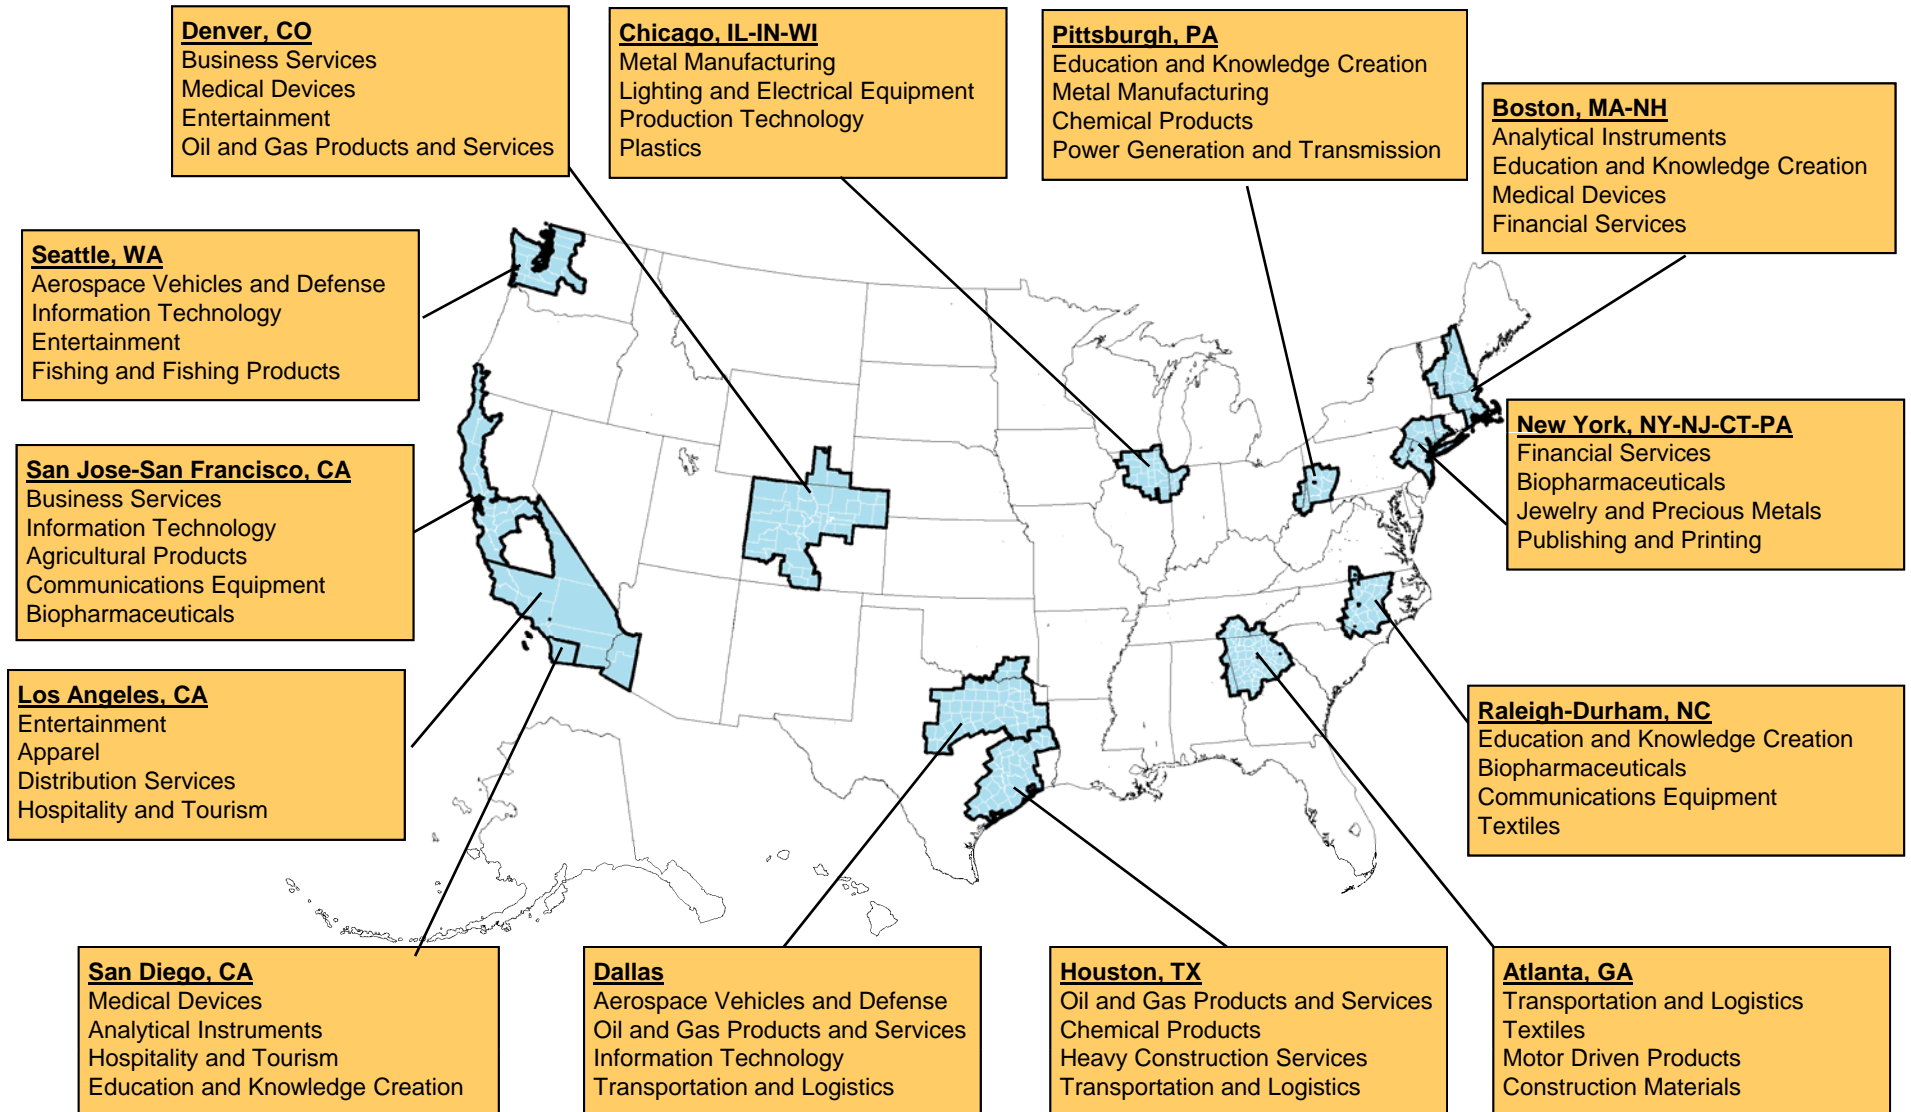 Denver, CO
Business Services
Medical Devices
Entertainment
Oil and Gas Products and Services
Chicago, IL-IN-WI
Metal Manufacturing
Lighting and Electrical Equipment
Production Technology
Plastics
Pittsburgh, PA
Education and Knowledge Creation
Metal Manufacturing
Chemical Products
Power Generation and Transmission
Boston, MA-NH
Analytical Instruments
Education and Knowledge Creation
Medical Devices
Financial Services
Seattle, WA
Aerospace Vehicles and Defense
Information Technology
Entertainment
Fishing and Fishing Products
New York, NY-NJ-CT-PA
Financial Services
Biopharmaceuticals
Jewelry and Precious Metals
Publishing and Printing
San Jose-San Francisco, CA
Business Services
Information Technology
Agricultural Products
Communications Equipment
Biopharmaceuticals
Los Angeles, CA
Entertainment
Apparel
Distribution Services
Hospitality and Tourism
Raleigh-Durham, NC
Education and Knowledge Creation
Biopharmaceuticals
Communications Equipment
Textiles
San Diego, CA
Medical Devices
Analytical Instruments
Hospitality and Tourism
Education and Knowledge Creation
Dallas
Aerospace Vehicles and Defense
Oil and Gas Products and Services
Information Technology
Transportation and Logistics
Houston, TX
Oil and Gas Products and Services
Chemical Products
Heavy Construction Services
Transportation and Logistics
Atlanta, GA
Transportation and Logistics
Textiles
Motor Driven Products
Construction Materials